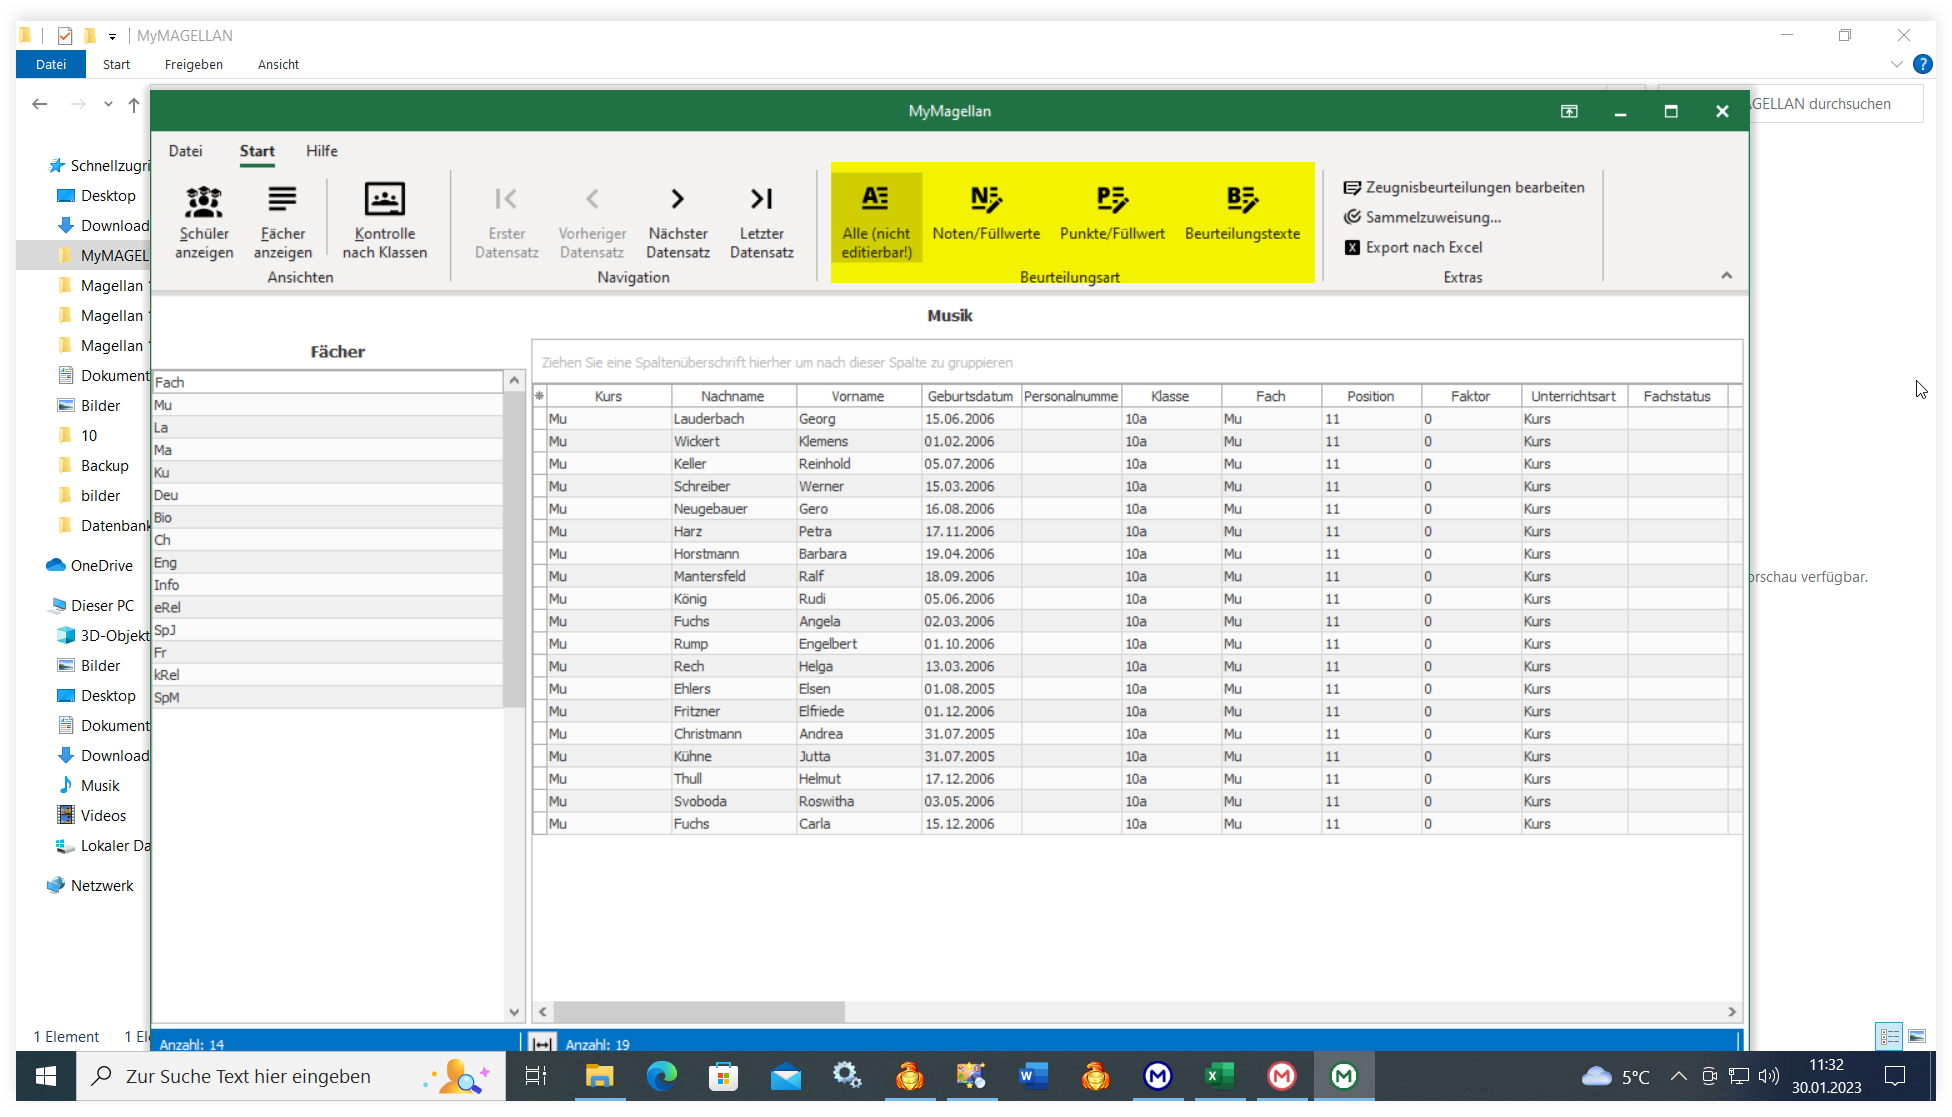 MyMAGELLAN
Datei Start Freigeben Ansicht
?
MyMagellan
GELLAN durchsuchen
Datei Start Hilfe
Schüler anzeigen
Fächer anzeigen
Kontrolle nach Klassen
Ansichten
Erster Datensatz
Vorheriger Datensatz
Nächster Datensatz
Letzter Datensatz
Navigation
Alle (nicht editierbar!)
Noten/Füllwerte
Punkte/Füllwert
Beurteilungstexte
Beurteilungsart
Zeugnisbeurteilungen bearbeiten
Sammelzuweisung...
Export nach Excel
Extras
Schnellzugri
Desktop
Download
MyMAGEL
Magellan
Magellan
Magellan
Dokument
Bilder
10
Backup
bilder
Datenbank
OneDrive
Dieser PC
3D-Objekt
Bilder
Desktop
Dokument
Download
Musik
Videos
Lokaler Da
Netzwerk
1 Element 1 El
Musik
Fächer
Fach
Mu
La
Ma
Ku
Deu
Bio
Ch
Eng
Info
eRel
SpJ
Fr
kRel
SpM
Anzahl: 14
Ziehen Sie eine Spaltenüberschrift hierher um nach dieser Spalte zu gruppieren
Kurs Nachname Vorname Geburtsdatum Personalnumme Klasse Fach Position Faktor Unterrichtsart Fachstatus
Mu Lauderbach Georg 15.06.2006 10a Mu 11 0 Kurs
Mu Wickert Klemens 01.02.2006 10a Mu 11 0 Kurs
Mu Keller Reinhold 05.07.2006 10a Mu 11 0 Kurs
Mu Schreiber Werner 15.03.2006 10a Mu 11 0 Kurs
Mu Neugebauer Gero 16.08.2006 10a Mu 11 0 Kurs
Mu Harz Petra 17.11.2006 10a Mu 11 0 Kurs
Mu Horstmann Barbara 19.04.2006 10a Mu 11 0 Kurs
Mu Mantersfeld Ralf 18.09.2006 10a Mu 11 0 Kurs
Mu König Rudi 05.06.2006 10a Mu 11 0 Kurs
Mu Fuchs Angela 02.03.2006 10a Mu 11 0 Kurs
Mu Rump Engelbert 01.10.2006 10a Mu 11 0 Kurs
Mu Rech Helga 13.03.2006 10a Mu 11 0 Kurs
Mu Ehlers Elsen 01.08.2005 10a Mu 11 0 Kurs
Mu Fritzner Elfriede 01.12.2006 10a Mu 11 0 Kurs
Mu Christmann Andrea 31.07.2005 10a Mu 11 0 Kurs
Mu Kühne Jutta 31.07.2005 10a Mu 11 0 Kurs
Mu Thull Helmut 17.12.2006 10a Mu 11 0 Kurs
Mu Svoboda Roswitha 03.05.2006 10a Mu 11 0 Kurs
Mu Fuchs Carla 15.12.2006 10a Mu 11 0 Kurs
Anzahl: 19
orschau verfügbar.
Zur Suche Text hier eingeben
5°C
11:32
30.01.2023